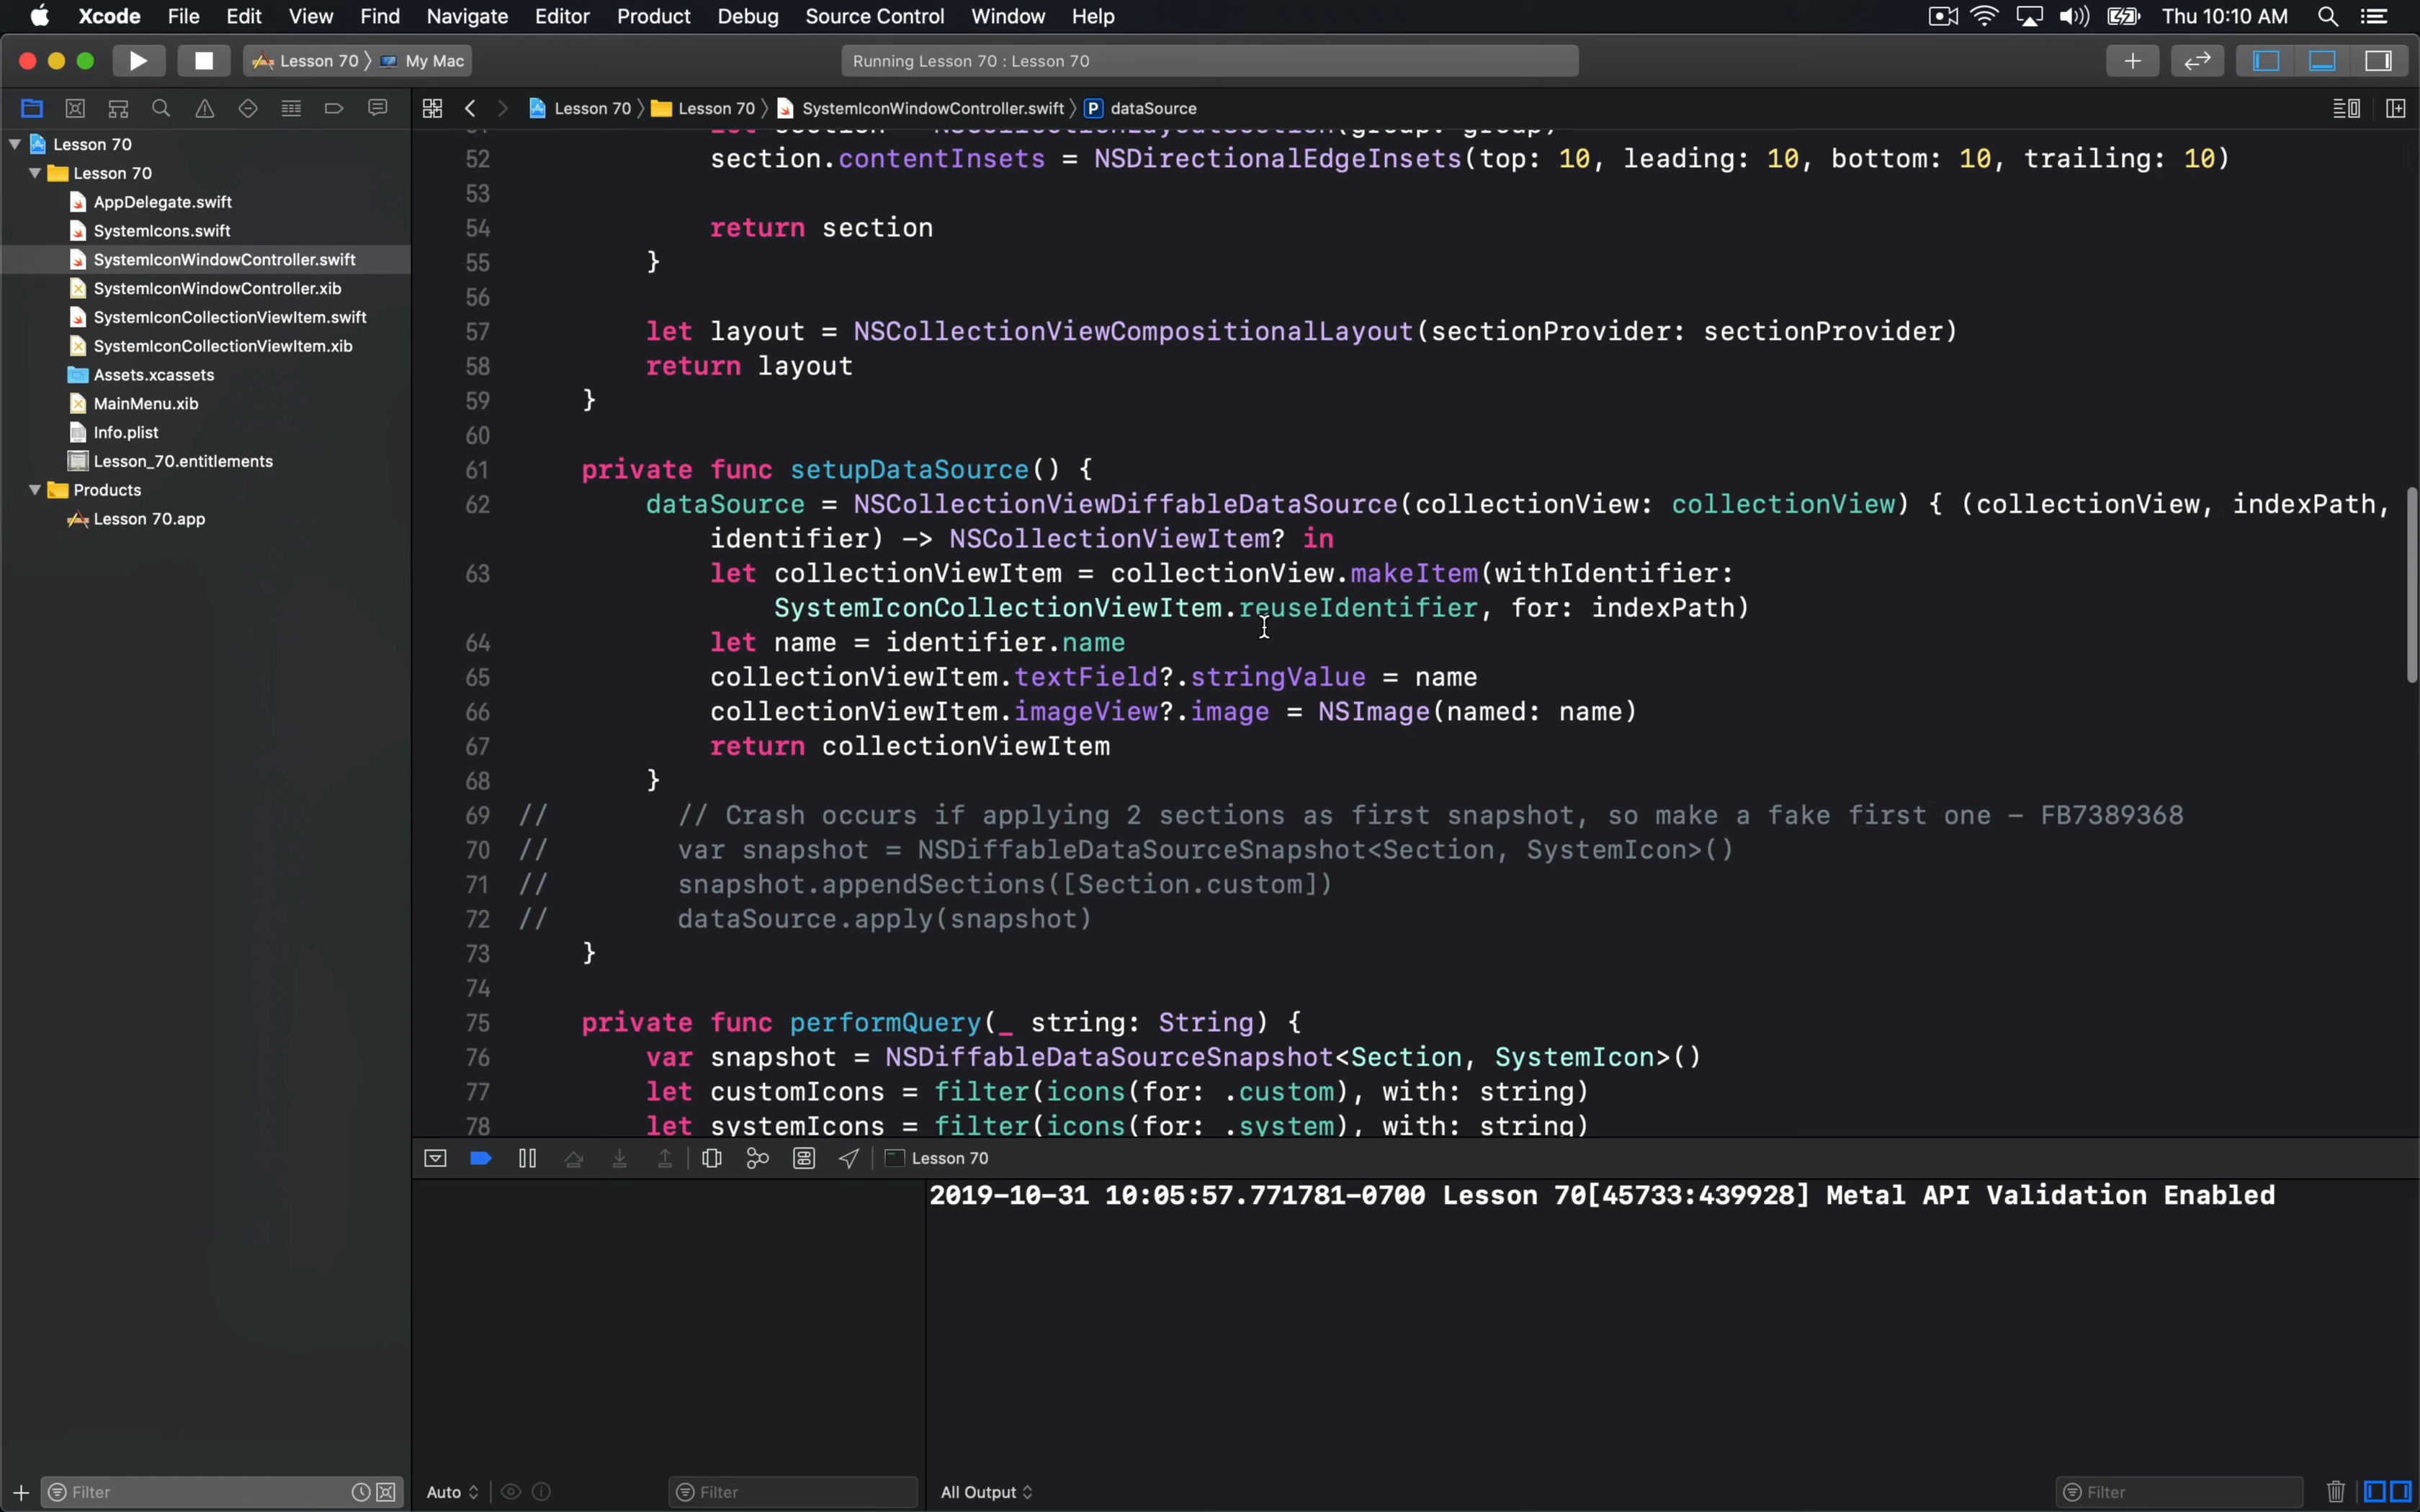 Xcode File Edit View Find Navigate Editor Product Debug Source Control Window Help Thu 10:10 AM
Lesson 70 My Mac Running Lesson 70 : Lesson 70
Lesson 70 Lesson 70 SystemIconWindowController.swift P dataSource
Lesson 70
Lesson 70
AppDelegate.swift
SystemIcons.swift
SystemIconWindowController.swift
SystemIconWindowController.xib
SystemIconCollectionViewItem.swift
SystemIconCollectionViewItem.xib
Assets.xcassets
MainMenu.xib
Info.plist
Lesson_70.entitlements
Products
Lesson 70.app
let section = NSCollectionLayoutSection(group: group)
52 section.contentInsets = NSDirectionalEdgeInsets(top: 10, leading: 10, bottom: 10, trailing: 10)
53
54 return section
55 }
56
57 let layout = NSCollectionViewCompositionalLayout(sectionProvider: sectionProvider)
58 return layout
59 }
60
61 private func setupDataSource() {
62 dataSource = NSCollectionViewDiffableDataSource(collectionView: collectionView) { (collectionView, indexPath,
identifier) -> NSCollectionViewItem? in
63 let collectionViewItem = collectionView.makeItem(withIdentifier:
SystemIconCollectionViewItem.reuseIdentifier, for: indexPath)
64 let name = identifier.name
65 collectionViewItem.textField?.stringValue = name
66 collectionViewItem.imageView?.image = NSImage(named: name)
67 return collectionViewItem
68 }
69 // // Crash occurs if applying 2 sections as first snapshot, so make a fake first one – FB7389368
70 // var snapshot = NSDiffableDataSourceSnapshot<Section, SystemIcon>()
71 // snapshot.appendSections([Section.custom])
72 // dataSource.apply(snapshot)
73 }
74
75 private func performQuery(_ string: String) {
76 var snapshot = NSDiffableDataSourceSnapshot<Section, SystemIcon>()
77 let customIcons = filter(icons(for: .custom), with: string)
78 let systemIcons = filter(icons(for: .system), with: string)
Lesson 70
2019-10-31 10:05:57.771781-0700 Lesson 70[45733:439928] Metal API Validation Enabled
Filter Auto Filter All Output Filter